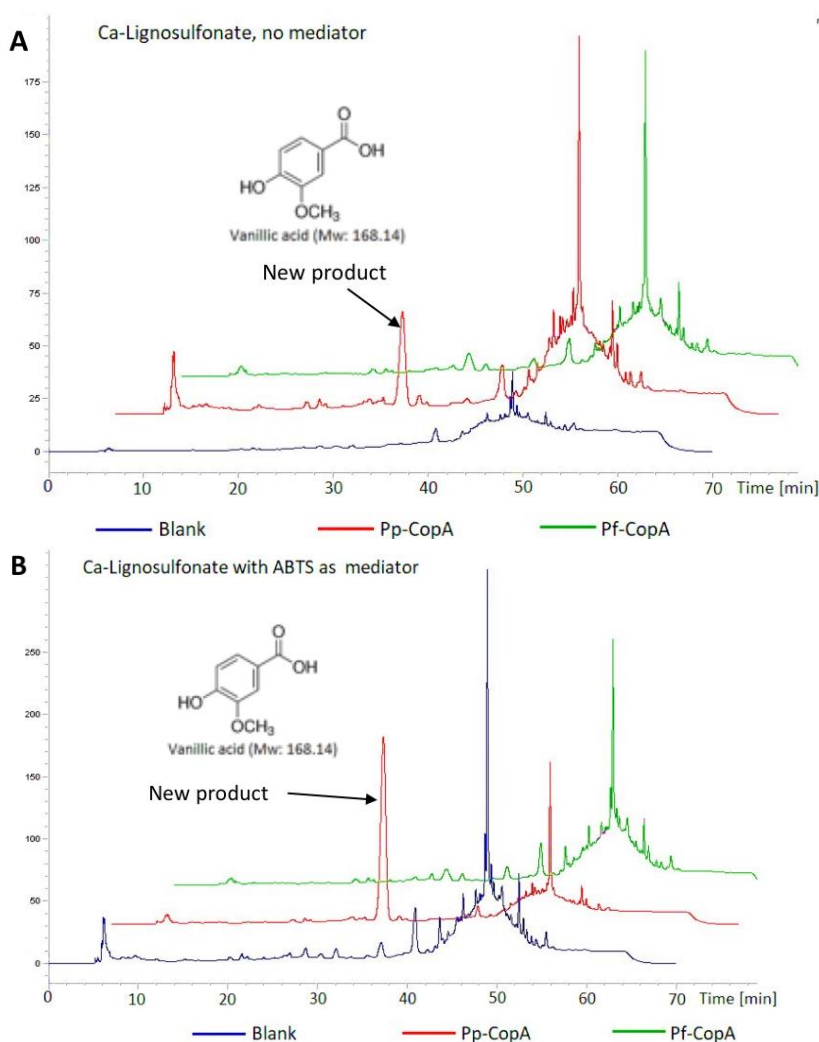 A
Ca-Lignosulfonate, no mediator
175
150
125
100
75
50
25
0
O
OH
HO
OCH3
Vanillic acid (Mw: 168.14)
New product
0 10 20 30 40 50 60 70 Time [min]
Blank Pp-CopA Pf-CopA
B
Ca-Lignosulfonate with ABTS as mediator
250
200
150
100
50
0
O
OH
HO
OCH3
Vanillic acid (Mw: 168.14)
New product
0 10 20 30 40 50 60 70 Time [min]
Blank Pp-CopA Pf-CopA